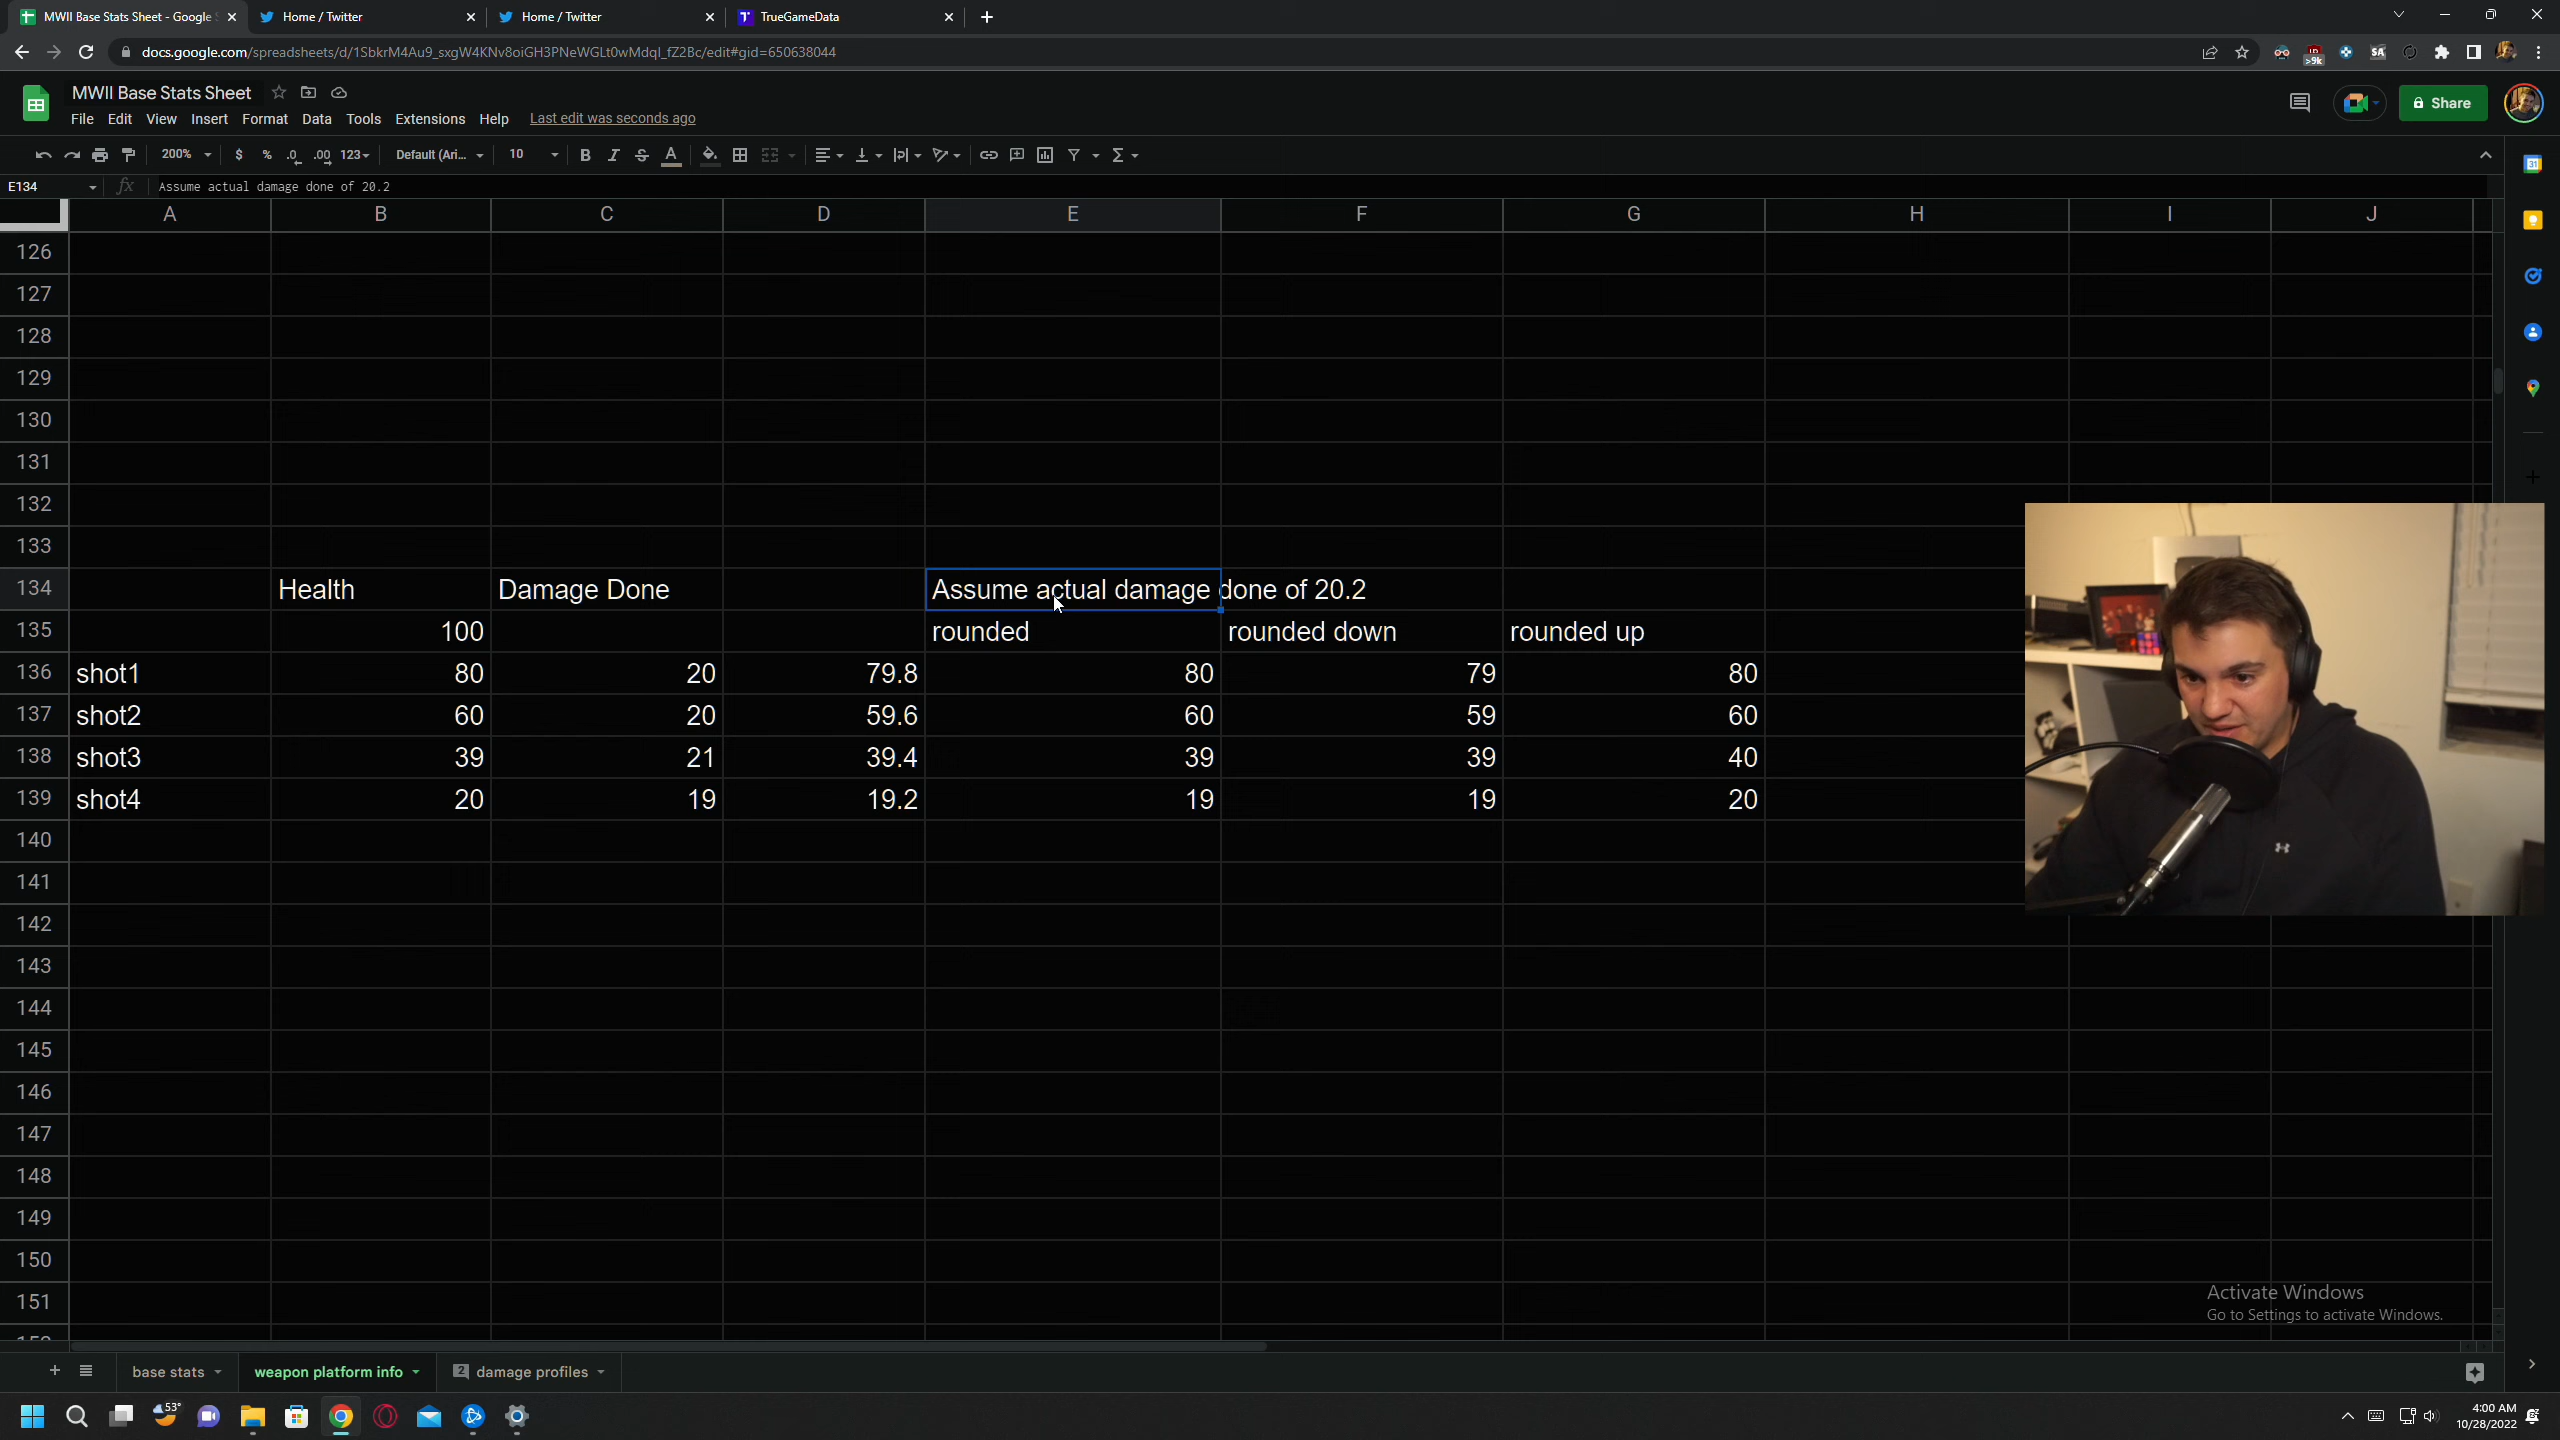 MWII Base Stats Sheet - Google S
Home / Twitter
Home / Twitter
TrueGameData
docs.google.com/spreadsheets/d/1SbkrM4Au9_sxgW4KNv8oiGH3PNeWGLt0wMdqI_fZ2Bc/edit#gid=650638044
>9k
MWII Base Stats Sheet
File Edit View Insert Format Data Tools Extensions Help Last edit was seconds ago
Share
200% $ % .0 .00 123 Default (Ari... 10 B I S A
E134 fx Assume actual damage done of 20.2
A B C D E F G H I J
126
127
128
129
130
131
132
133
134 Health Damage Done Assume actual damage done of 20.2
135 100 rounded rounded down rounded up
136 shot1 80 20 79.8 80 79 80
137 shot2 60 20 59.6 60 59 60
138 shot3 39 21 39.4 39 39 40
139 shot4 20 19 19.2 19 19 20
140
141
142
143
144
145
146
147
148
149
150
151
Activate Windows
Go to Settings to activate Windows.
base stats weapon platform info 2 damage profiles
53°
4:00 AM
10/28/2022